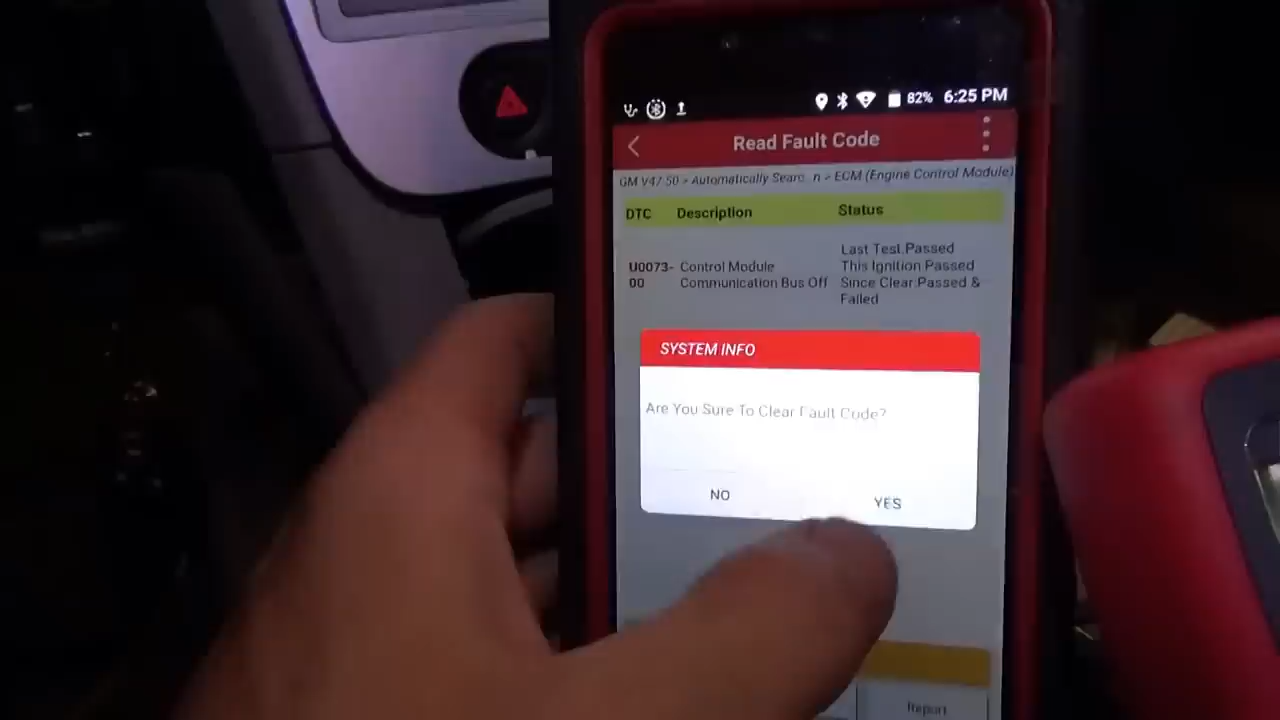 82% 6:25 PM
Read Fault Code
GM V47.50 > Automatically Searc...n > ECM (Engine Control Module)
DTC Description Status
U0073-00 Control Module Communication Bus Off
Last Test.Passed
This Ignition Passed
Since Clear.Passed &
Failed
SYSTEM INFO
Are You Sure To Clear Fault Code?
NO YES
Report